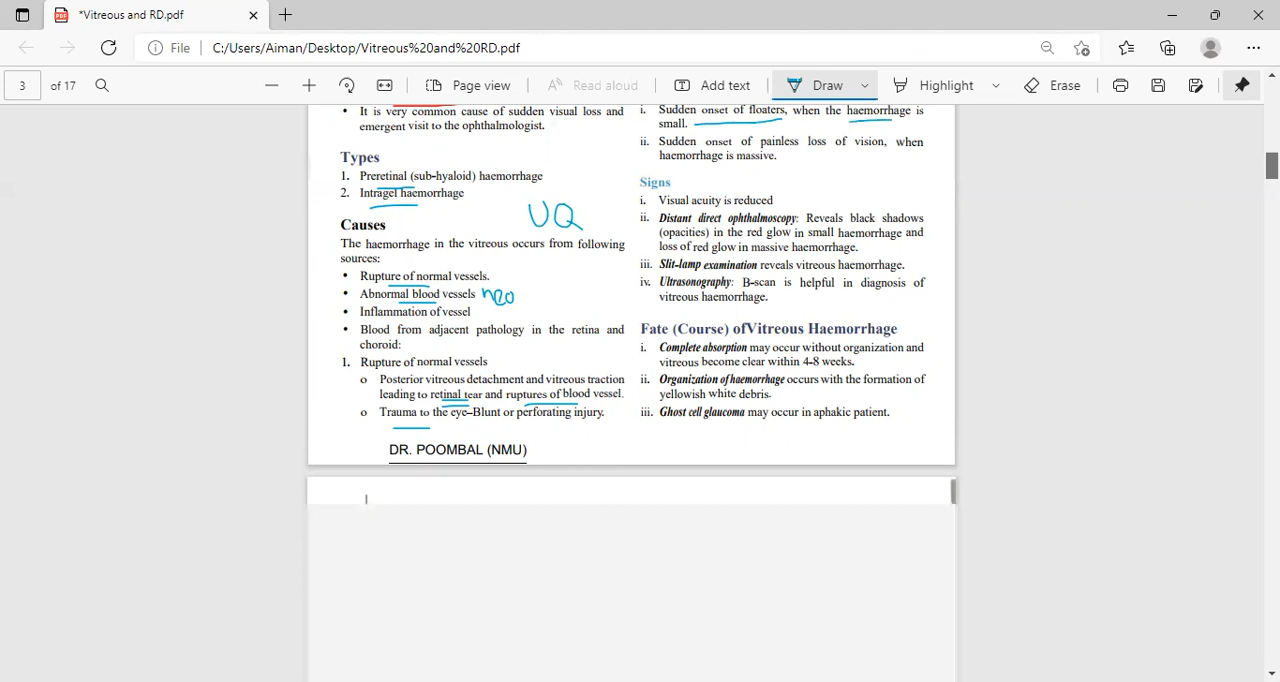 *Vitreous and RD.pdf
File
C:/Users/Aiman/Desktop/Vitreous%20and%20RD.pdf
3 of 17
Page view
Read aloud
Add text
Draw
Highlight
Erase
• It is very common cause of sudden visual loss and
emergent visit to the ophthalmologist.
Types
1. Preretinal (sub-hyaloid) haemorrhage
2. Intragel haemorrhage
UQ
Causes
The haemorrhage in the vitreous occurs from following
sources:
• Rupture of normal vessels.
• Abnormal blood vessels neo
• Inflammation of vessel
• Blood from adjacent pathology in the retina and
choroid:
1. Rupture of normal vessels
o Posterior vitreous detachment and vitreous traction
leading to retinal tear and ruptures of blood vessel.
o Trauma to the eye–Blunt or perforating injury.
DR. POOMBAL (NMU)
i. Sudden onset of floaters, when the haemorrhage is
small.
ii. Sudden onset of painless loss of vision, when
haemorrhage is massive.
Signs
i. Visual acuity is reduced
ii. Distant direct ophthalmoscopy: Reveals black shadows
(opacities) in the red glow in small haemorrhage and
loss of red glow in massive haemorrhage.
iii. Slit-lamp examination reveals vitreous haemorrhage.
iv. Ultrasonography: B-scan is helpful in diagnosis of
vitreous haemorrhage.
Fate (Course) ofVitreous Haemorrhage
i. Complete absorption may occur without organization and
vitreous become clear within 4-8 weeks.
ii. Organization of haemorrhage occurs with the formation of
yellowish white debris.
iii. Ghost cell glaucoma may occur in aphakic patient.